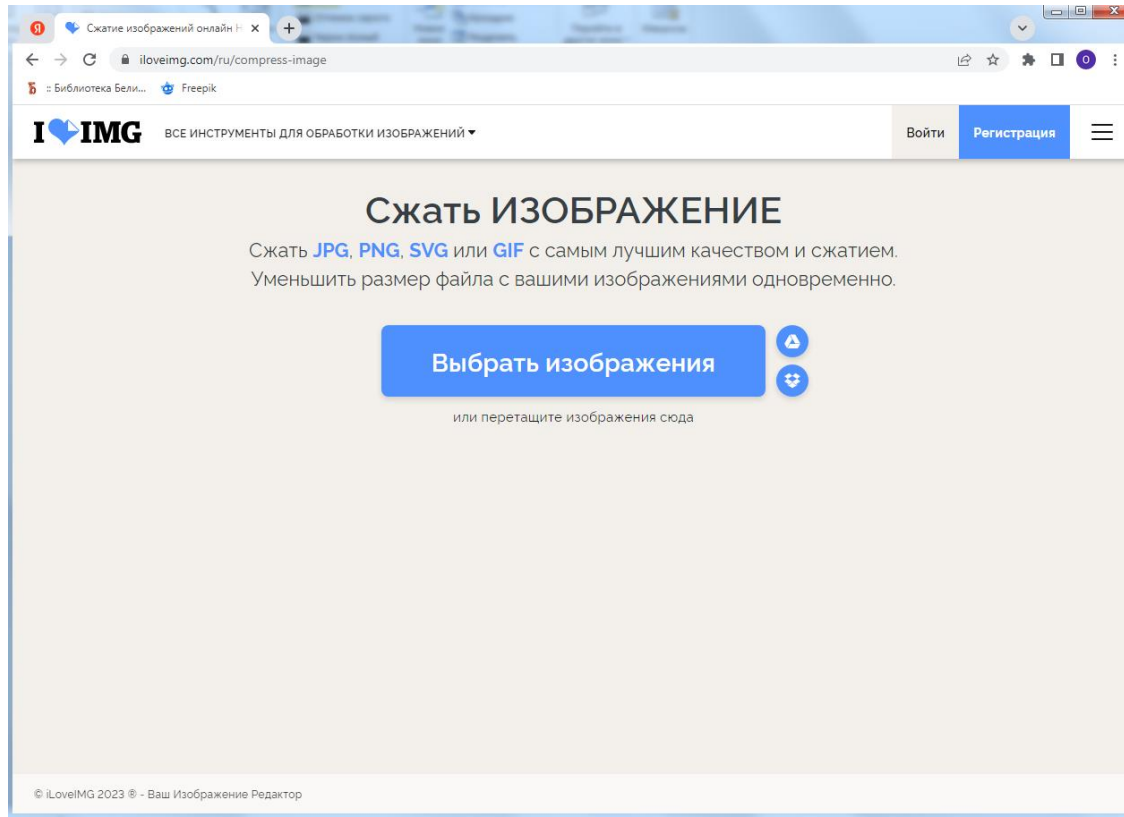 Я
Сжатие изображений онлайн Н
iloveimg.com/ru/compress-image
О
:: Библиотека Бели...
Freepik
I IMG
ВСЕ ИНСТРУМЕНТЫ ДЛЯ ОБРАБОТКИ ИЗОБРАЖЕНИЙ
Войти
Регистрация
Сжать ИЗОБРАЖЕНИЕ
Сжать JPG, PNG, SVG или GIF с самым лучшим качеством и сжатием.
Уменьшить размер файла с вашими изображениями одновременно.
Выбрать изображения
или перетащите изображения сюда
© iLoveIMG 2023 ® - Ваш Изображение Редактор